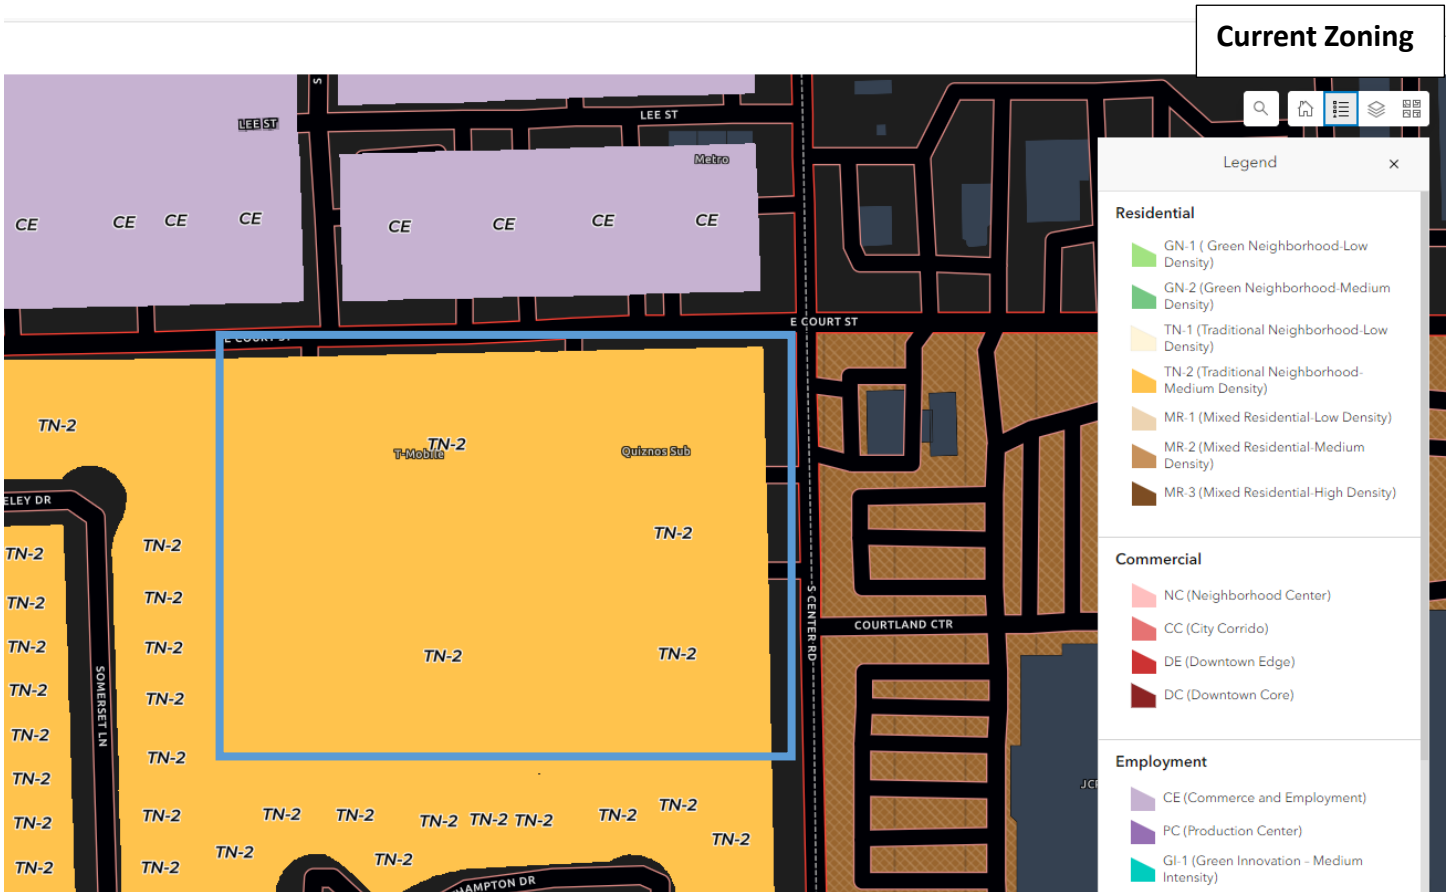 Current Zoning
S
LEE ST
LEE ST
Metro
CE
CE
CE
CE
CE
CE
CE
CE
E COURT ST
E COURT ST
TN-2
TN-2
T-Mobile
Quiznos Sub
ELEY DR
TN-2
TN-2
TN-2
TN-2
TN-2
TN-2
S CENTER RD
COURTLAND CTR
TN-2
TN-2
TN-2
TN-2
SOMERSET LN
TN-2
TN-2
TN-2
TN-2
TN-2
JCP
TN-2
TN-2
TN-2
TN-2
TN-2
TN-2
TN-2
TN-2
TN-2
TN-2
TN-2
TN-2
TN-2
TN-2
HAMPTON DR
Legend
Residential
GN-1 ( Green Neighborhood-Low
Density)
GN-2 (Green Neighborhood-Medium
Density)
TN-1 (Traditional Neighborhood-Low
Density)
TN-2 (Traditional Neighborhood-
Medium Density)
MR-1 (Mixed Residential-Low Density)
MR-2 (Mixed Residential-Medium
Density)
MR-3 (Mixed Residential-High Density)
Commercial
NC (Neighborhood Center)
CC (City Corrido)
DE (Downtown Edge)
DC (Downtown Core)
Employment
CE (Commerce and Employment)
PC (Production Center)
GI-1 (Green Innovation - Medium
Intensity)